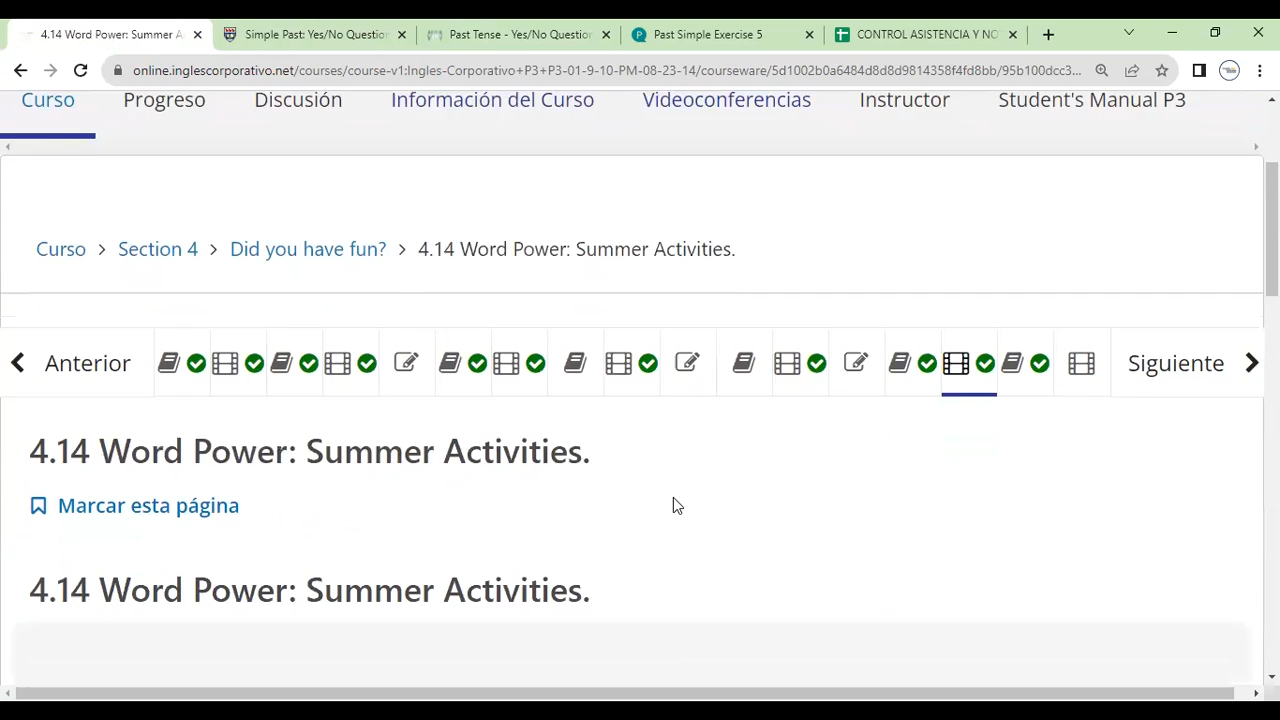 4.14 Word Power: Summer A
Simple Past: Yes/No Question
Past Tense - Yes/No Question
Past Simple Exercise 5
CONTROL ASISTENCIA Y NO
online.inglescorporativo.net/courses/course-v1:Ingles-Corporativo+P3+P3-01-9-10-PM-08-23-14/courseware/5d1002b0a6484d8d8d9814358f4fd8bb/95b100dcc3...
Curso Progreso Discusión Información del Curso Videoconferencias Instructor Student's Manual P3
Curso > Section 4 > Did you have fun? > 4.14 Word Power: Summer Activities.
Anterior Siguiente
4.14 Word Power: Summer Activities.
Marcar esta página
4.14 Word Power: Summer Activities.